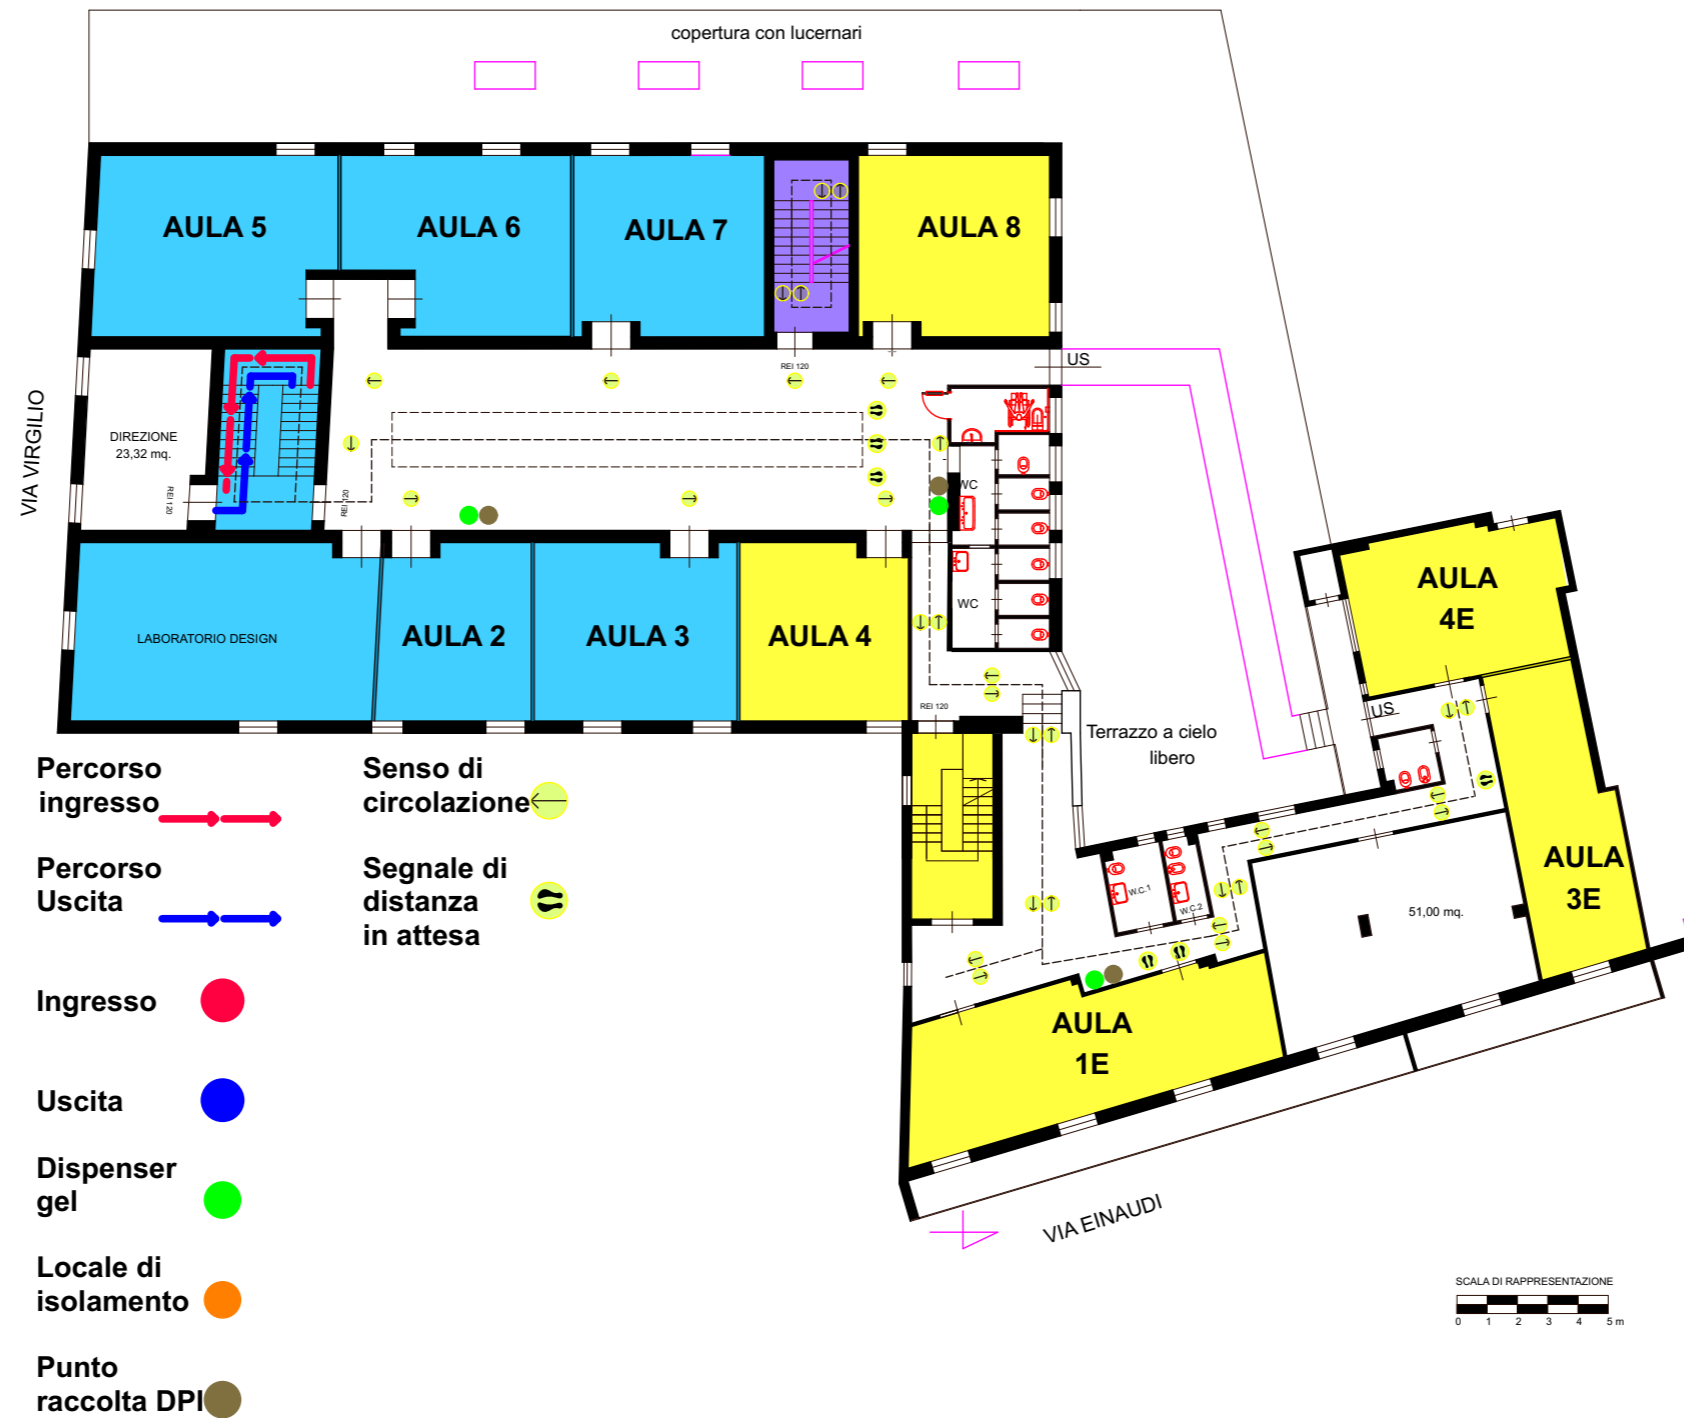 copertura con lucernari
AULA 5
AULA 6
AULA 7
AULA 8
REI 120
US
VIA VIRGILIO
DIREZIONE
23,32 mq.
REI 120
REI 120
WC
WC
LABORATORIO DESIGN
AULA 2
AULA 3
AULA 4
REI 120
AULA
4E
US
Terrazzo a cielo
libero
W.C.1
W.C.2
51,00 mq.
AULA
3E
AULA
1E
VIA EINAUDI
Percorso
ingresso
Senso di
circolazione
Percorso
Uscita
Segnale di
distanza
in attesa
Ingresso
Uscita
Dispenser
gel
Locale di
isolamento
Punto
raccolta DPI
SCALA DI RAPPRESENTAZIONE
0 1 2 3 4 5 m